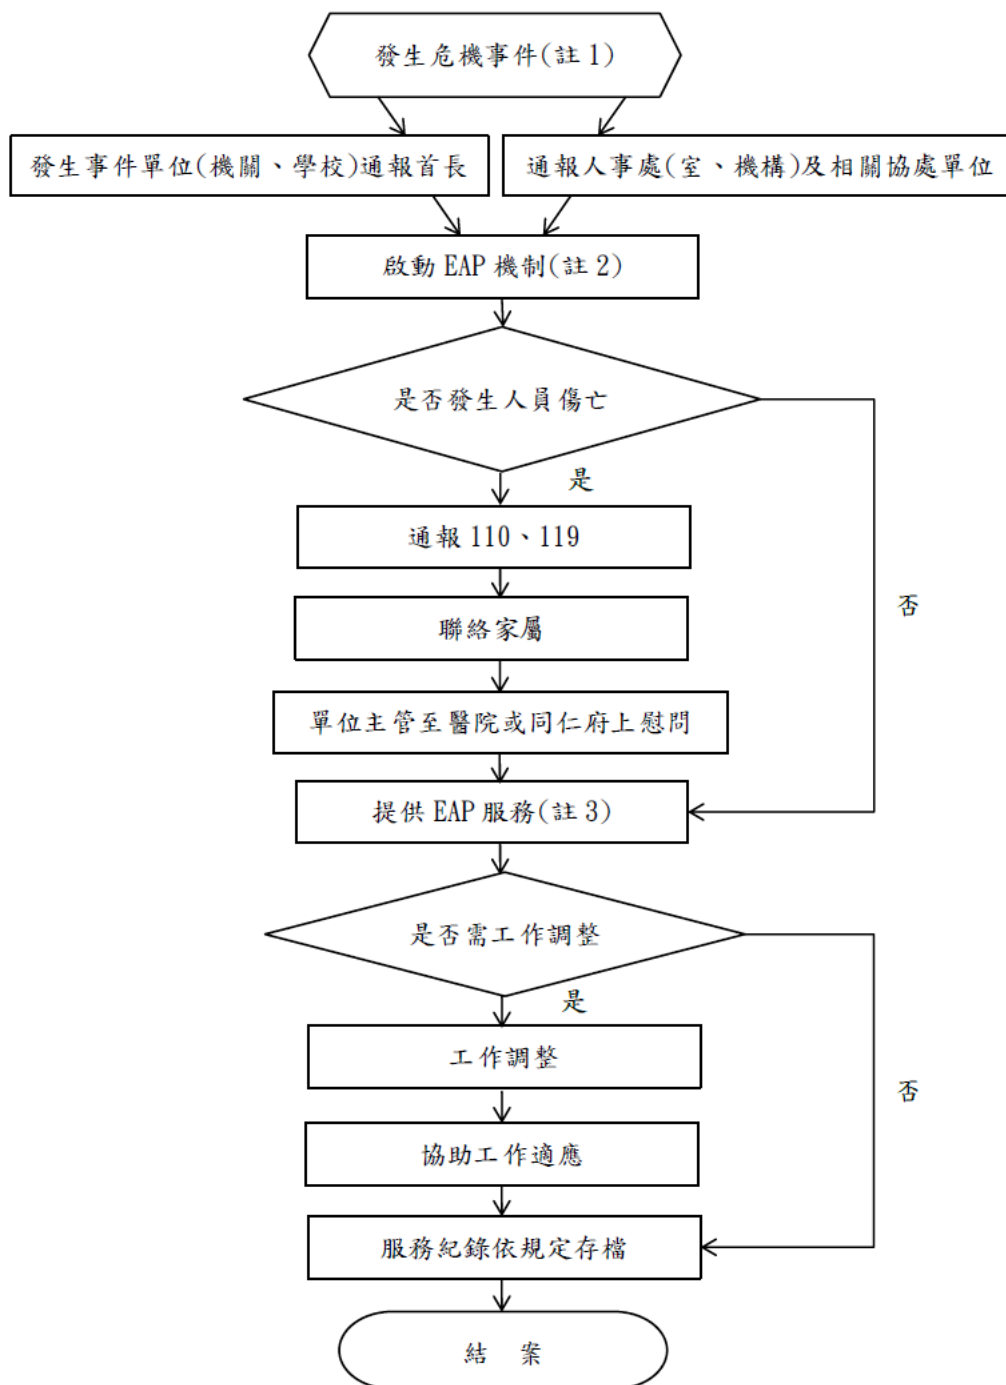 發生危機事件(註1)
發生事件單位(機關、學校)通報首長
通報人事處(室、機構)及相關協處單位
啟動EAP機制(註2)
是否發生人員傷亡
是
通報110、119
否
聯絡家屬
單位主管至醫院或同仁府上慰問
提供EAP服務(註3)
是否需工作調整
是
工作調整
否
協助工作適應
服務紀錄依規定存檔
結 案